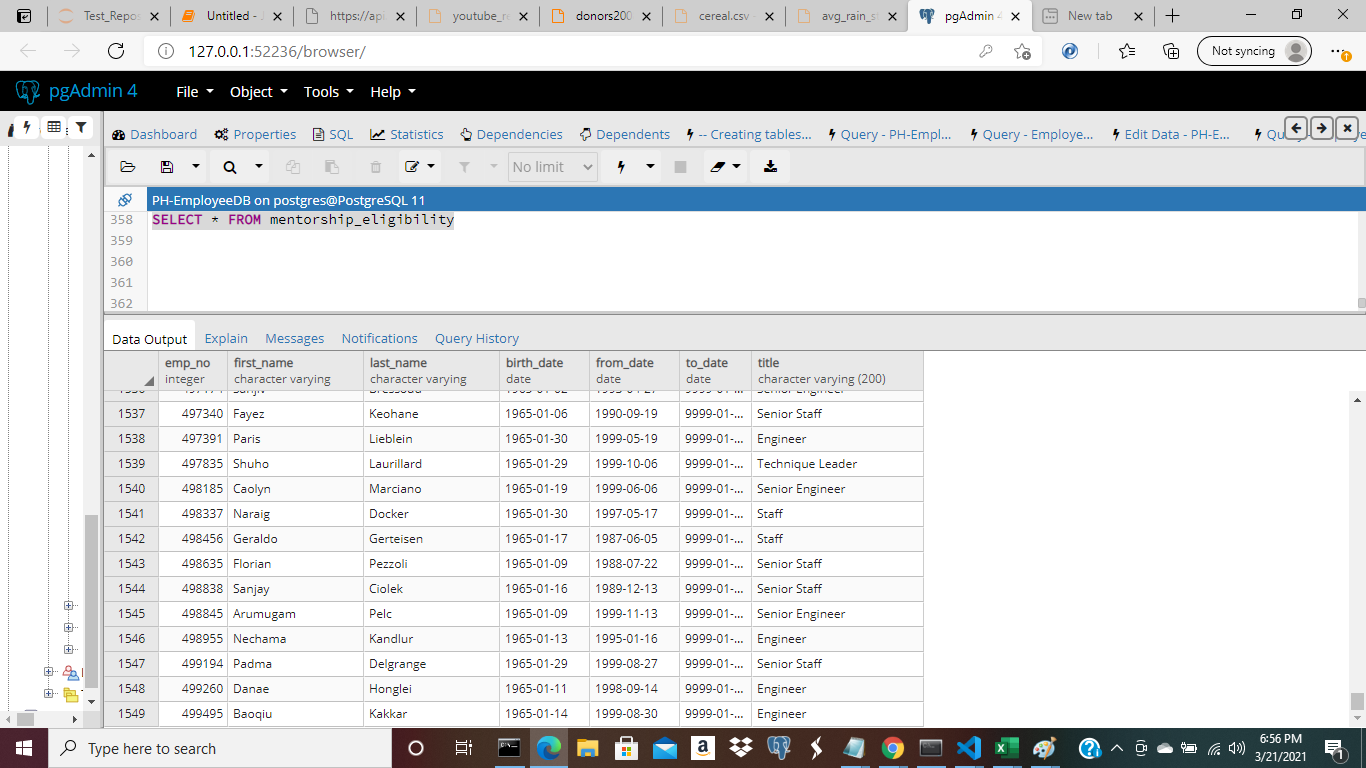 Test_Repos
Untitled - J
https://api
youtube_re
donors200
cereal.csv -
avg_rain_st
pgAdmin 4
New tab
127.0.0.1:52236/browser/
Not syncing
pgAdmin 4
File
Object
Tools
Help
Dashboard
Properties
SQL
Statistics
Dependencies
Dependents
-- Creating tables...
Query - PH-Empl...
Query - Employe...
Edit Data - PH-E...
No limit
PH-EmployeeDB on postgres@PostgreSQL 11
358 SELECT * FROM mentorship_eligibility
359
360
361
362
Data Output Explain Messages Notifications Query History
emp_no first_name last_name birth_date from_date to_date title
integer character varying character varying date date date character varying (200)
1537 497340 Fayez Keohane 1965-01-06 1990-09-19 9999-01-... Senior Staff
1538 497391 Paris Lieblein 1965-01-30 1999-05-19 9999-01-... Engineer
1539 497835 Shuho Laurillard 1965-01-29 1999-10-06 9999-01-... Technique Leader
1540 498185 Caolyn Marciano 1965-01-19 1999-06-06 9999-01-... Senior Engineer
1541 498337 Naraig Docker 1965-01-30 1997-05-17 9999-01-... Staff
1542 498456 Geraldo Gerteisen 1965-01-17 1987-06-05 9999-01-... Staff
1543 498635 Florian Pezzoli 1965-01-09 1988-07-22 9999-01-... Senior Staff
1544 498838 Sanjay Ciolek 1965-01-16 1989-12-13 9999-01-... Senior Staff
1545 498845 Arumugam Pelc 1965-01-09 1999-11-13 9999-01-... Senior Engineer
1546 498955 Nechama Kandlur 1965-01-13 1995-01-16 9999-01-... Engineer
1547 499194 Padma Delgrange 1965-01-29 1999-08-27 9999-01-... Senior Staff
1548 499260 Danae Honglei 1965-01-11 1998-09-14 9999-01-... Engineer
1549 499495 Baoqiu Kakkar 1965-01-14 1999-08-30 9999-01-... Engineer
Type here to search
6:56 PM
3/21/2021
1